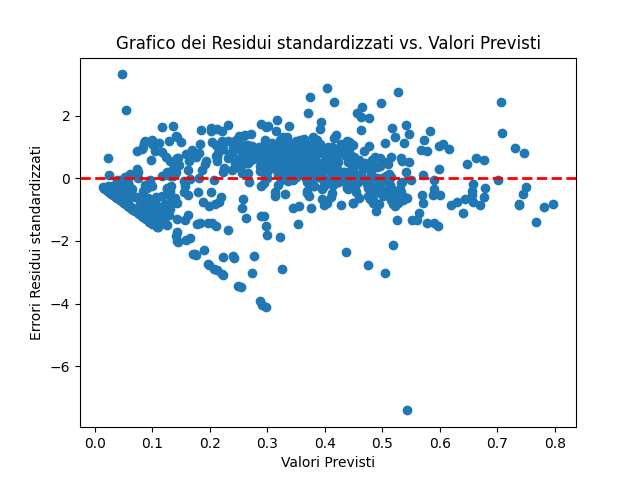 Grafico dei Residui standardizzati vs. Valori Previsti
Errori Residui standardizzati
2
0
−2
−4
−6
0.0 0.1 0.2 0.3 0.4 0.5 0.6 0.7 0.8
Valori Previsti